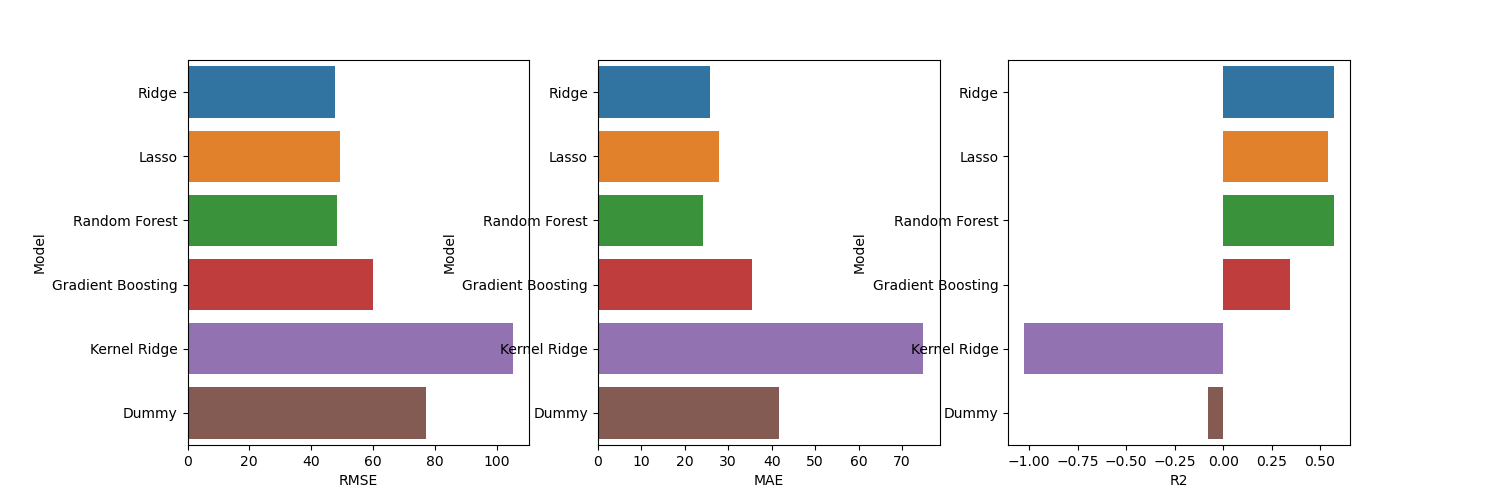 Ridge
Lasso
Random Forest
Gradient Boosting
Kernel Ridge
Dummy
Model
0 20 40 60 80 100
RMSE
Ridge
Lasso
Random Forest
Gradient Boosting
Kernel Ridge
Dummy
Model
0 10 20 30 40 50 60 70
MAE
Ridge
Lasso
Random Forest
Gradient Boosting
Kernel Ridge
Dummy
Model
−1.00 −0.75 −0.50 −0.25 0.00 0.25 0.50
R2